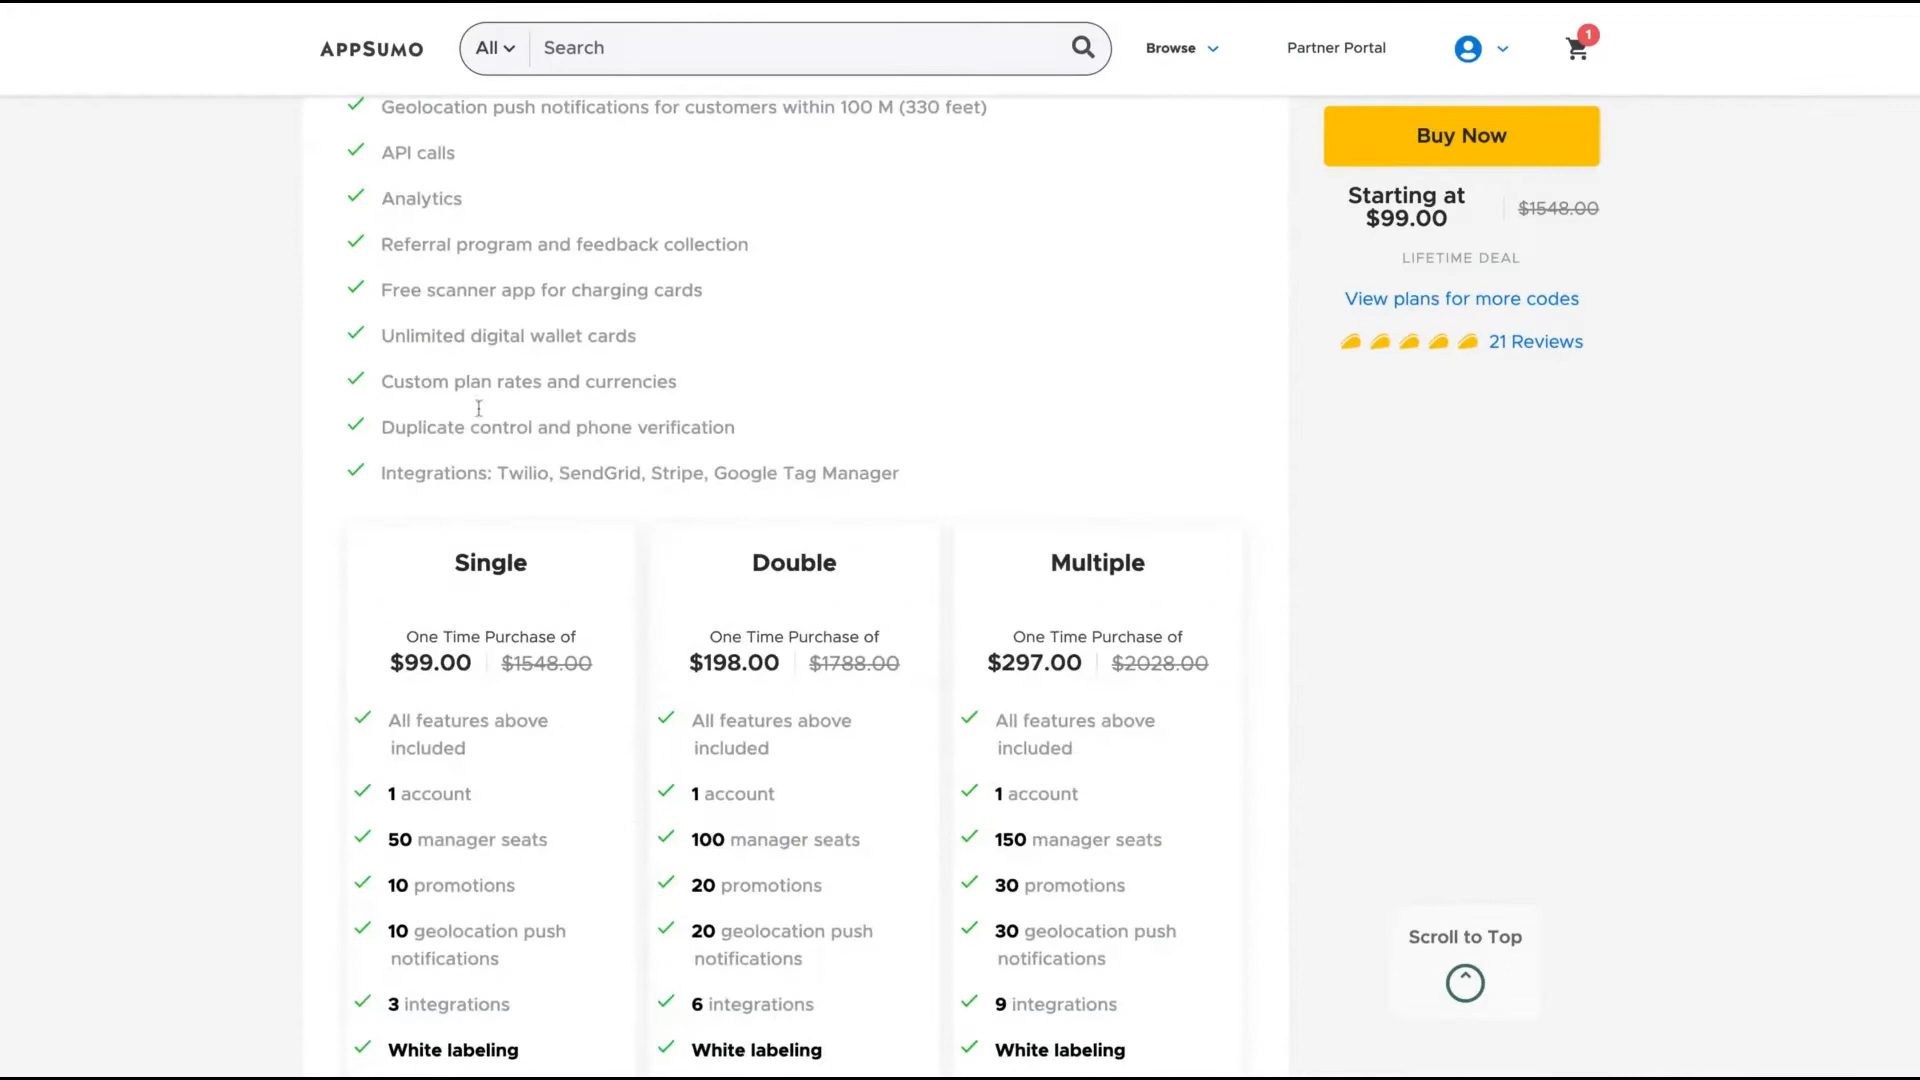 APPSUMO
All
Search
Browse
Partner Portal
1
Geolocation push notifications for customers within 100 M (330 feet)
API calls
Analytics
Referral program and feedback collection
Free scanner app for charging cards
Unlimited digital wallet cards
Custom plan rates and currencies
Duplicate control and phone verification
Integrations: Twilio, SendGrid, Stripe, Google Tag Manager
Buy Now
Starting at
$99.00
$1548.00
LIFETIME DEAL
View plans for more codes
21 Reviews
Single
One Time Purchase of
$99.00 $1548.00
All features above
included
1 account
50 manager seats
10 promotions
10 geolocation push
notifications
3 integrations
White labeling
Double
One Time Purchase of
$198.00 $1788.00
All features above
included
1 account
100 manager seats
20 promotions
20 geolocation push
notifications
6 integrations
White labeling
Multiple
One Time Purchase of
$297.00 $2028.00
All features above
included
1 account
150 manager seats
30 promotions
30 geolocation push
notifications
9 integrations
White labeling
Scroll to Top